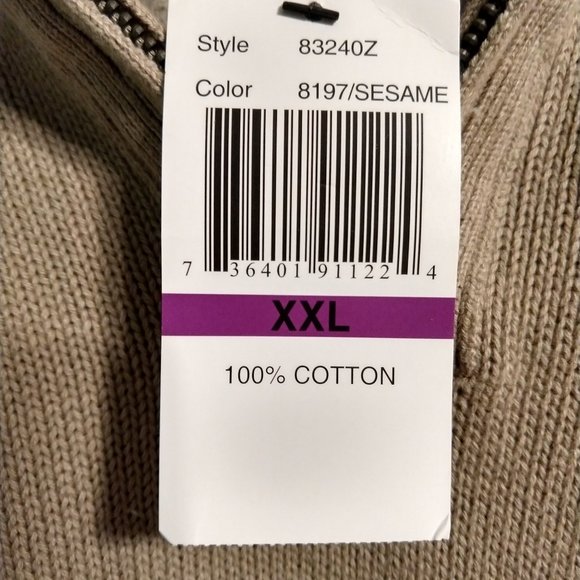 Style 83240Z
Color 8197/SESAME
7 36401 91122 4
XXL
100% COTTON